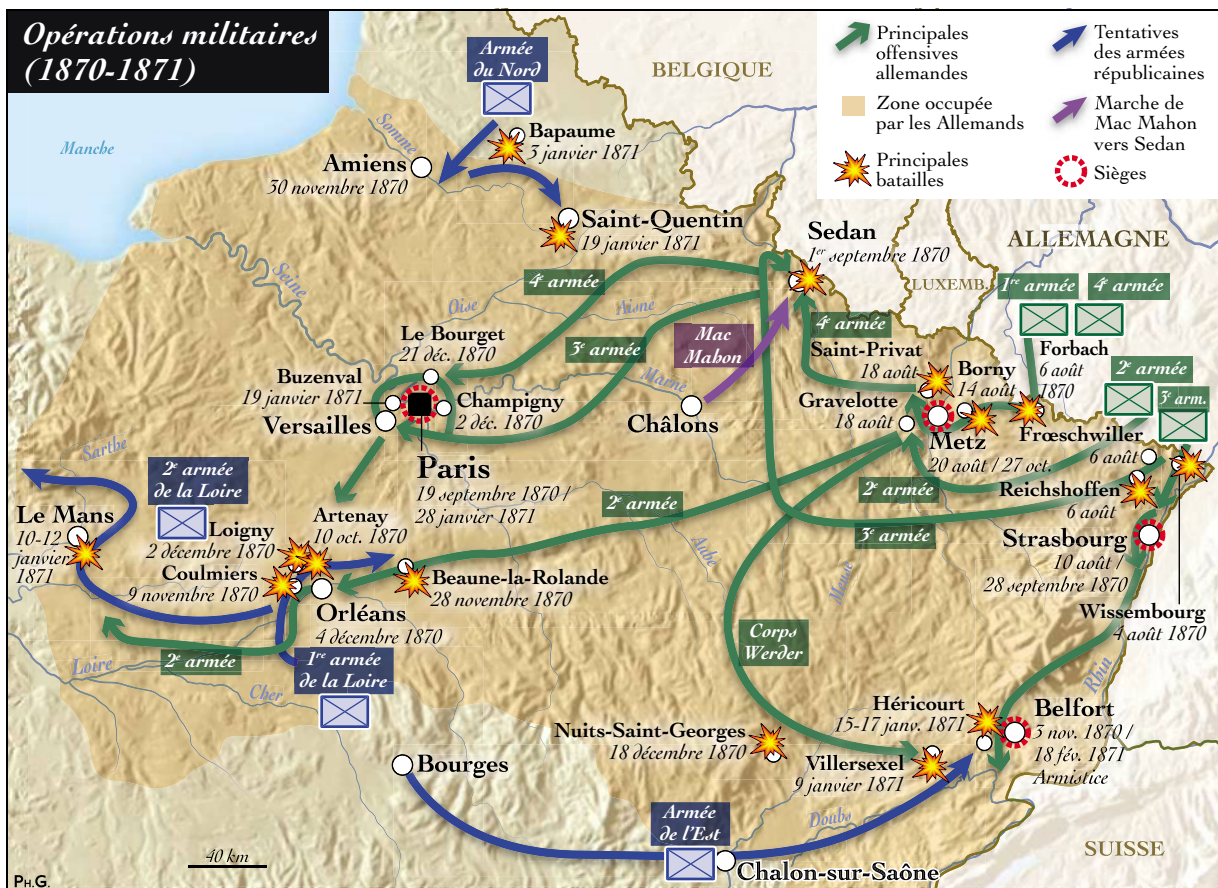 Opérations militaires
(1870-1871)
Armée
du Nord
BELGIQUE
Principales
offensives
allemandes
Zone occupée
par les Allemands
Principales
batailles
Tentatives
des armées
républicaines
Marche de
Mac Mahon
vers Sedan
Sièges
Manche
Somme
Bapaume
3 janvier 1871
Amiens
30 novembre 1870
Saint-Quentin
19 janvier 1871
Sedan
1er septembre 1870
ALLEMAGNE
LUXEMB.
1re armée
4e armée
Seine
4e armée
Oise
Aisne
Le Bourget
21 déc. 1870
3e armée
Mac
Mahon
4e armée
Saint-Privat
18 août
Borny
14 août
Forbach
6 août
1870
2e armée
3e arm.
Buzenval
19 janvier 1871
Champigny
2 déc. 1870
Versailles
Marne
Châlons
Gravelotte
18 août
Metz
20 août / 27 oct.
Frœschwiller
6 août
Reichshoffen
6 août
Paris
19 septembre 1870 /
28 janvier 1871
Sarthe
2e armée
de la Loire
2e armée
2e armée
3e armée
Strasbourg
10 août /
28 septembre 1870
Wissembourg
4 août 1870
Le Mans
10-12
janvier
1871
Loigny
2 décembre 1870
Artenay
10 oct. 1870
Coulmiers
9 novembre 1870
Orléans
4 décembre 1870
Beaune-la-Rolande
28 novembre 1870
Aube
Meuse
Corps
Werder
2e armée
1re armée
de la Loire
Loire
Cher
Rhin
Héricourt
15-17 janv. 1871
Belfort
3 nov. 1870 /
18 fév. 1871
Armistice
Nuits-Saint-Georges
18 décembre 1870
Villersexel
9 janvier 1871
Bourges
Armée
de l'Est
Doubs
Chalon-sur-Saône
SUISSE
40 km
Ph.G.